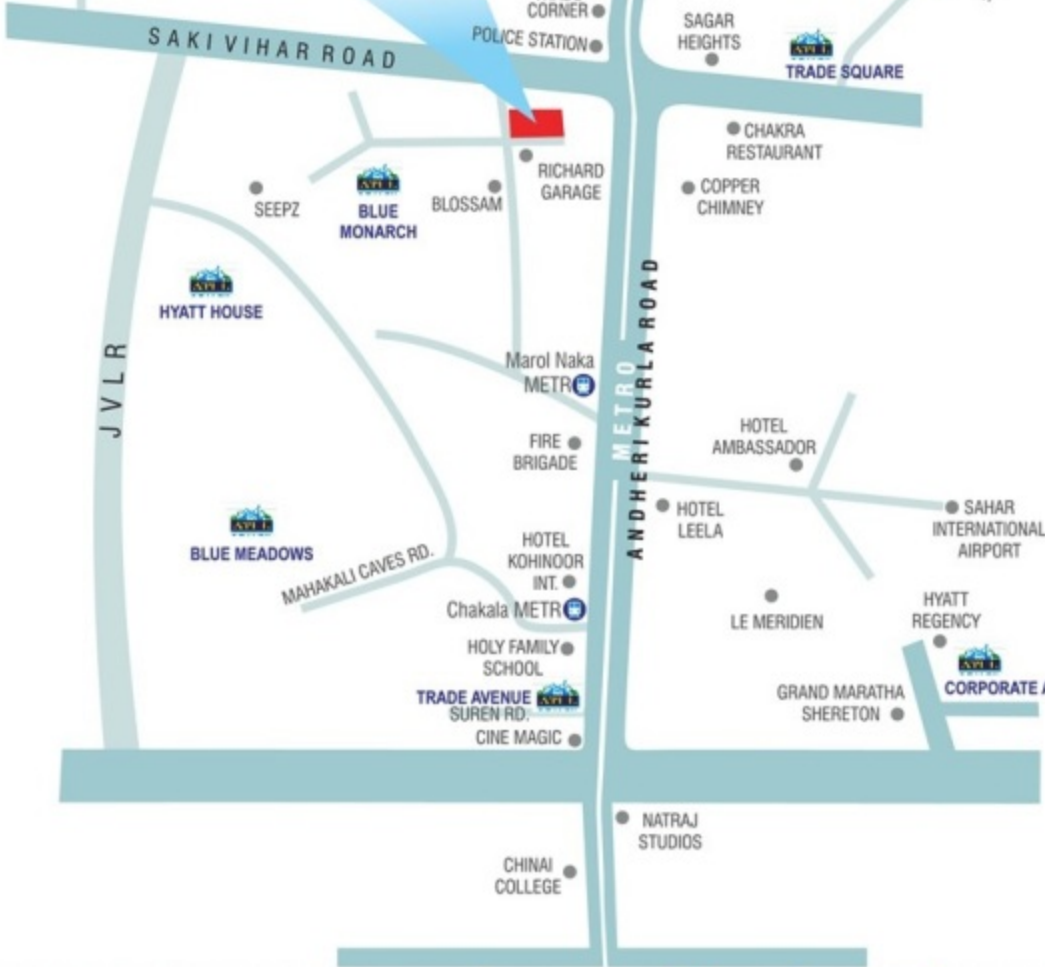 CORNER
POLICE STATION
SAGAR
HEIGHTS
TRADE SQUARE
SAKI VIHAR ROAD
CHAKRA
RESTAURANT
RICHARD
GARAGE
COPPER
CHIMNEY
SEEPZ
BLUE
MONARCH
BLOSSAM
HYATT HOUSE
JVLR
Marol Naka
METR
METRO
ANDHERI KURLA ROAD
FIRE
BRIGADE
HOTEL
AMBASSADOR
HOTEL
LEELA
SAHAR
INTERNATIONAL
AIRPORT
BLUE MEADOWS
MAHAKALI CAVES RD.
HOTEL
KOHINOOR
INT.
Chakala METR
LE MERIDIEN
HYATT
REGENCY
HOLY FAMILY
SCHOOL
CORPORATE A
TRADE AVENUE
SUREN RD.
GRAND MARATHA
SHERETON
CINE MAGIC
NATRAJ
STUDIOS
CHINAI
COLLEGE